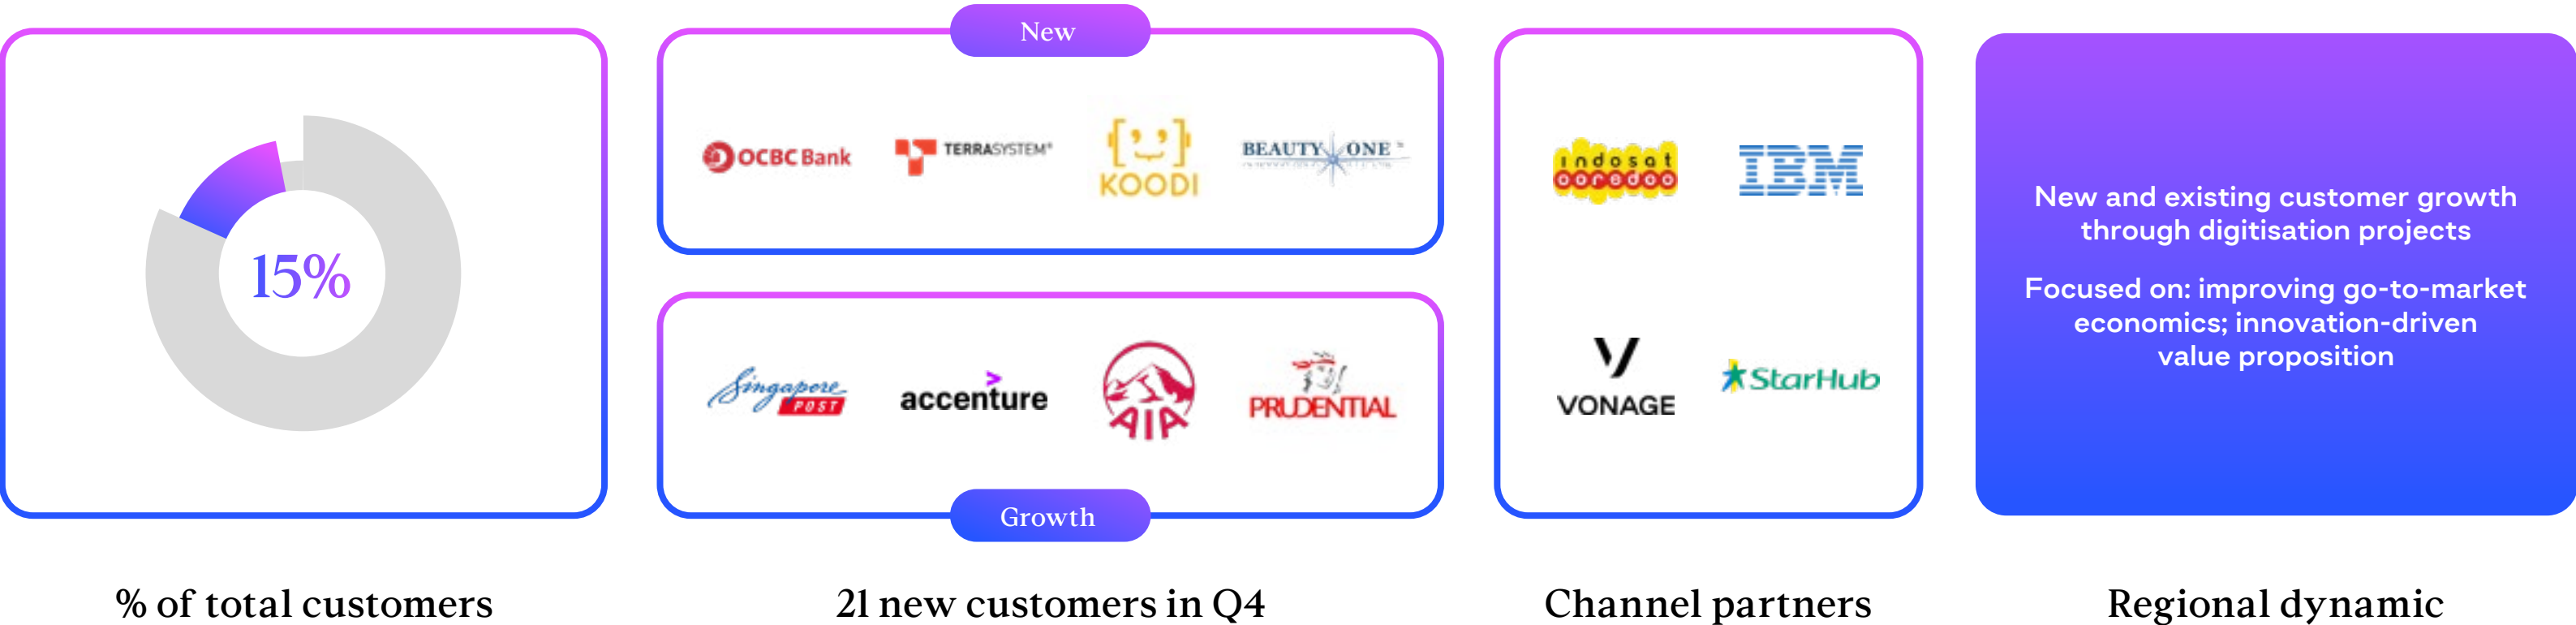 15%
% of total customers
New
OCBC Bank
TERRASYSTEM®
KOODI
BEAUTY ONE
Singapore
POST
accenture
AIA
PRUDENTIAL
Growth
21 new customers in Q4
indosat
ooredoo
IBM
VONAGE
StarHub
Channel partners
New and existing customer growth
through digitisation projects
Focused on: improving go-to-market
economics; innovation-driven
value proposition
Regional dynamic